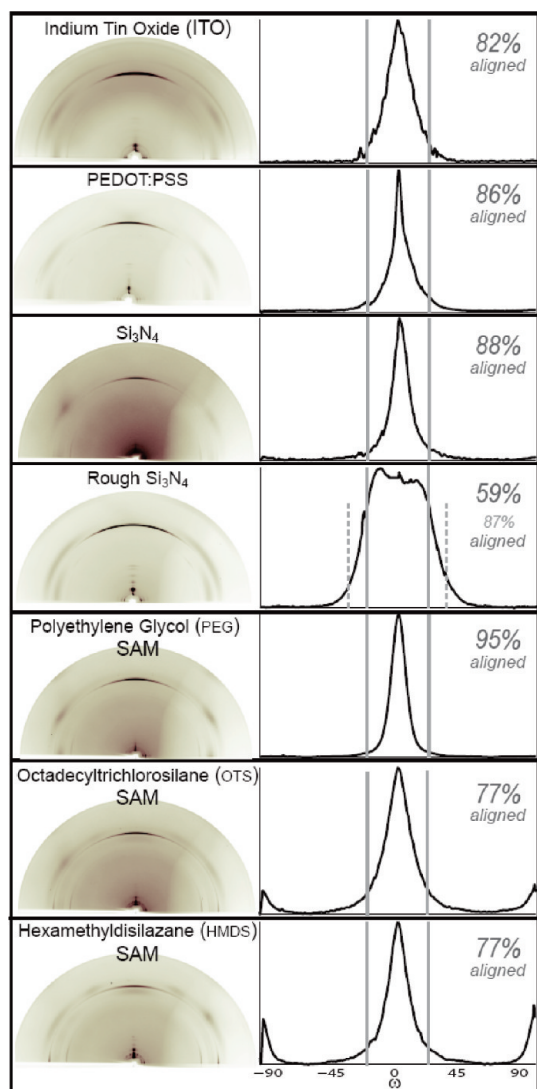 Indium Tin Oxide (ITO)
82%
aligned
PEDOT:PSS
86%
aligned
Si₃N₄
88%
aligned
Rough Si₃N₄
59%
87%
aligned
Polyethylene Glycol (PEG)
SAM
95%
aligned
Octadecyltrichlorosilane (OTS)
SAM
77%
aligned
Hexamethyldisilazane (HMDS)
SAM
77%
aligned
−90 −45 0 45 90
ω